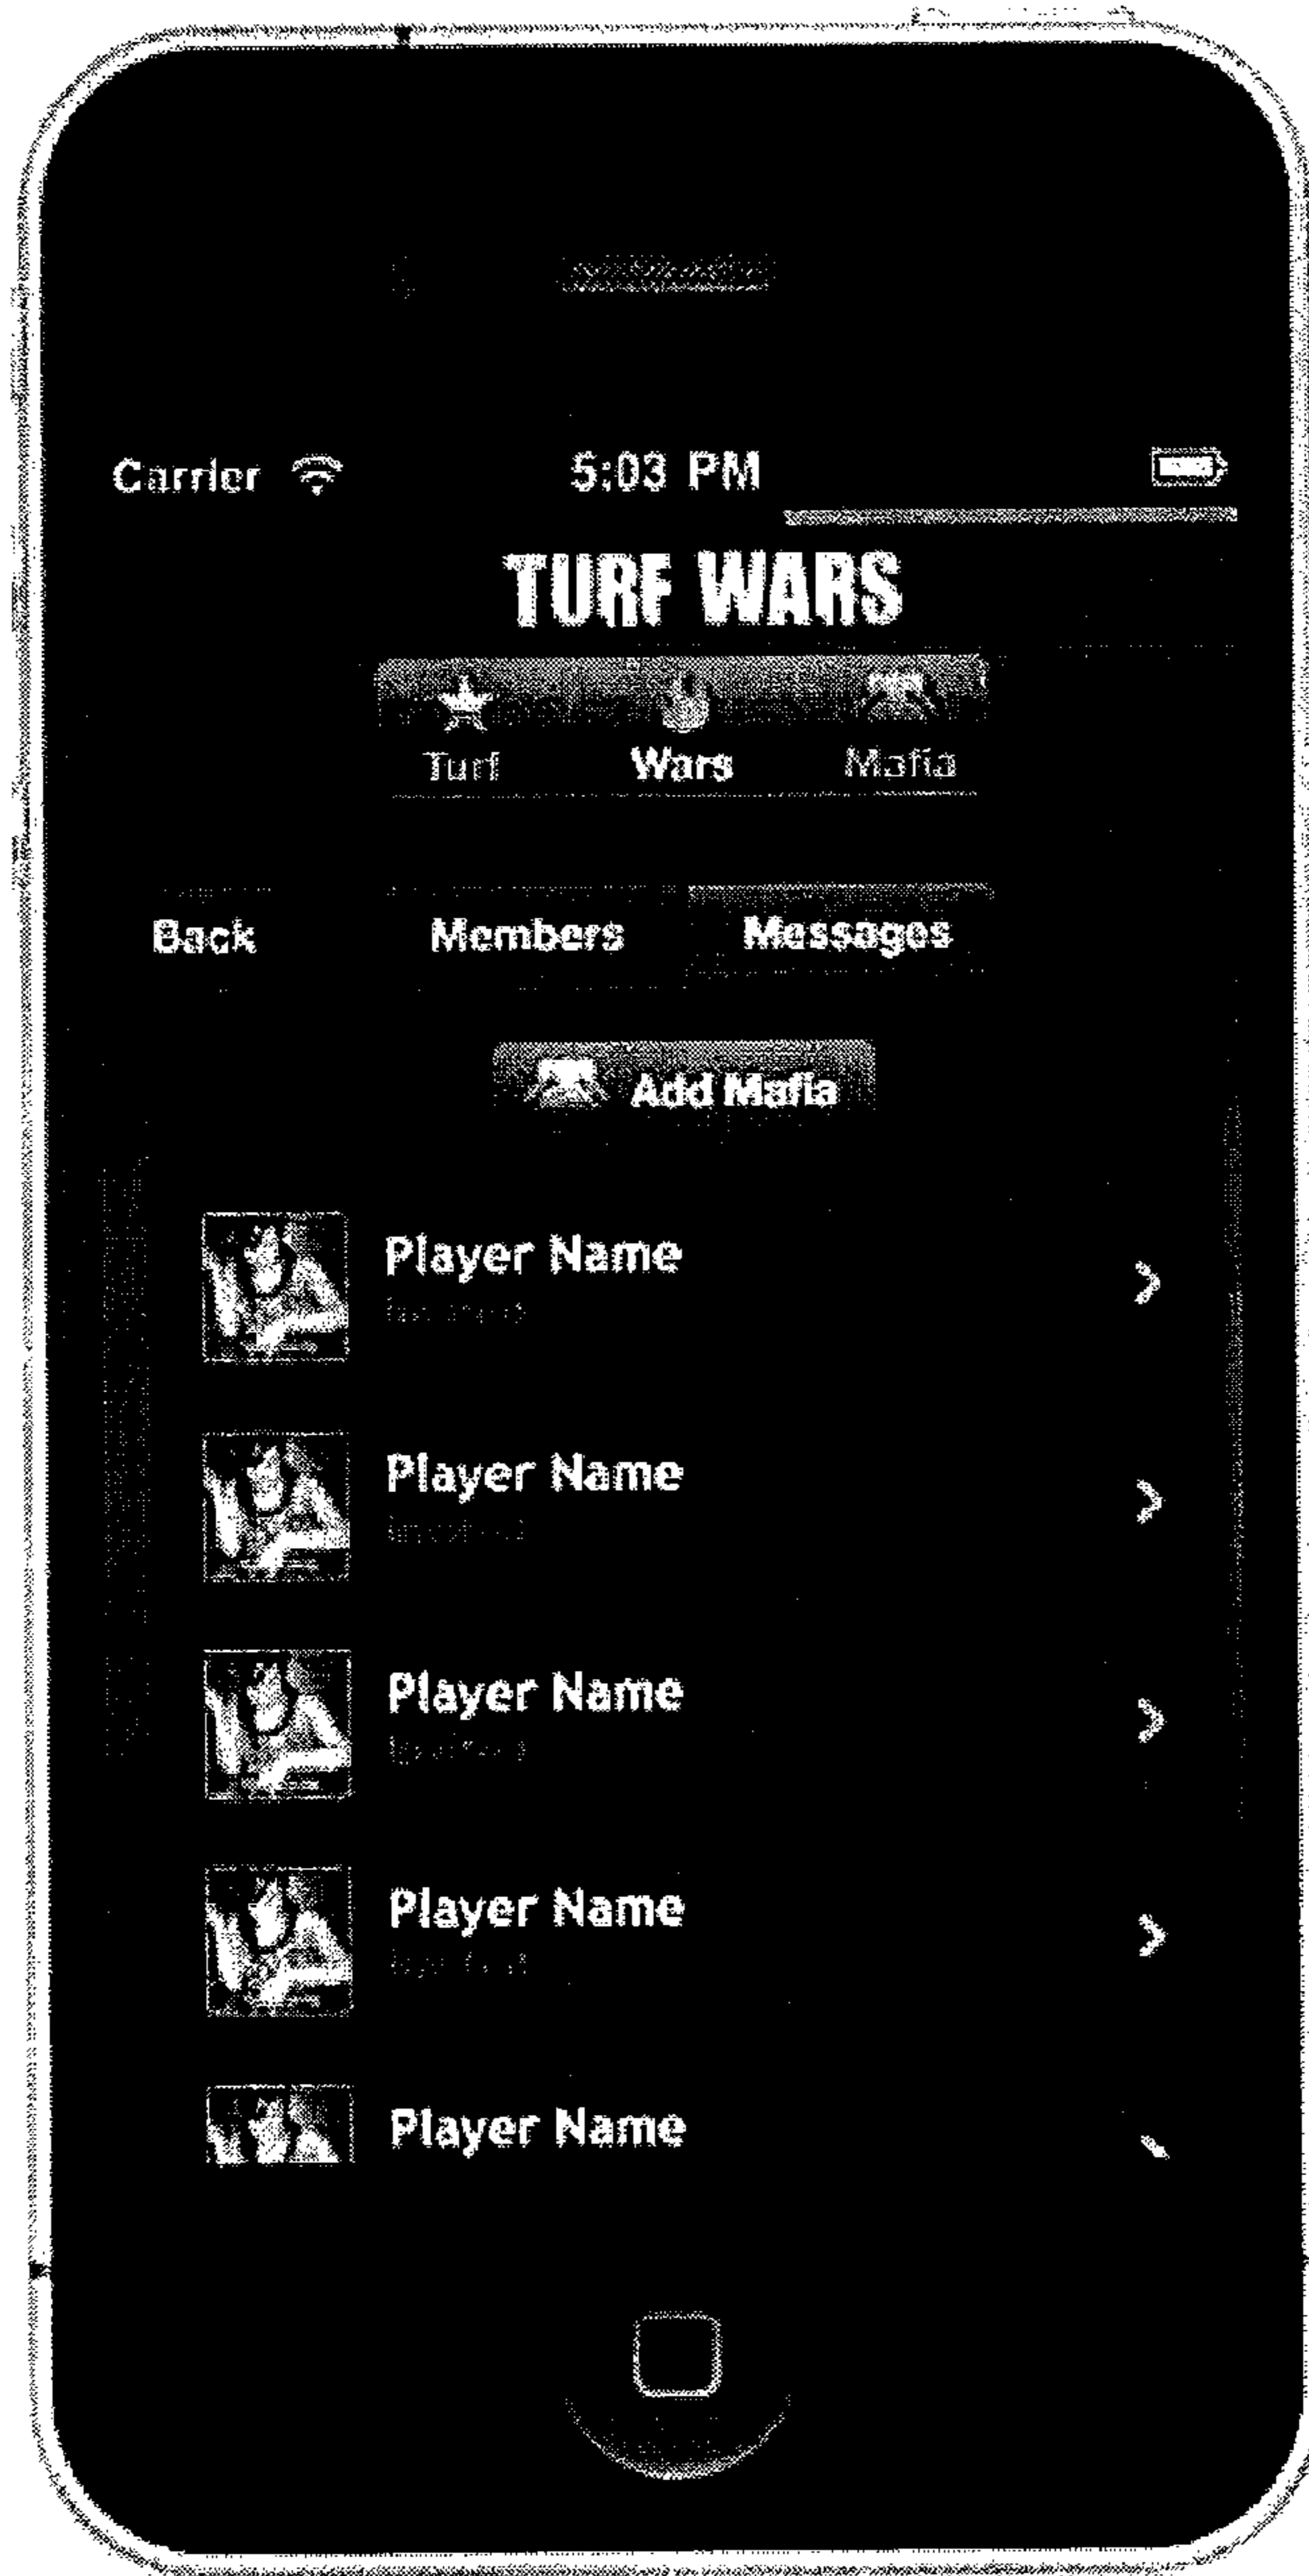 Carrier 5:03 PM
TURF WARS
Turf Wars Mafia
Back Members Messages
Add Mafia
Player Name
Player Name
Player Name
Player Name
Player Name